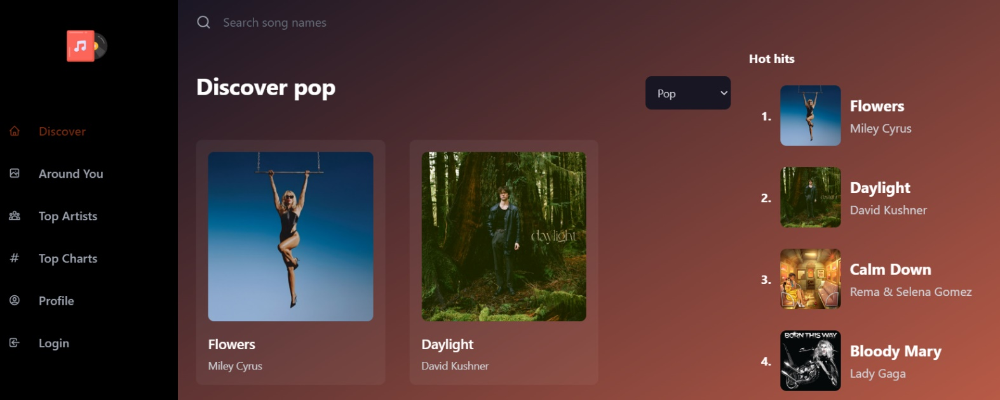 Search song names
Discover
Around You
Top Artists
Top Charts
Profile
Login
Discover pop
Pop
daylight
Flowers
Miley Cyrus
Daylight
David Kushner
Hot hits
1.
Flowers
Miley Cyrus
2.
daylight
Daylight
David Kushner
3.
Calm Down
Rema & Selena Gomez
4.
BORN THIS WAY
Bloody Mary
Lady Gaga